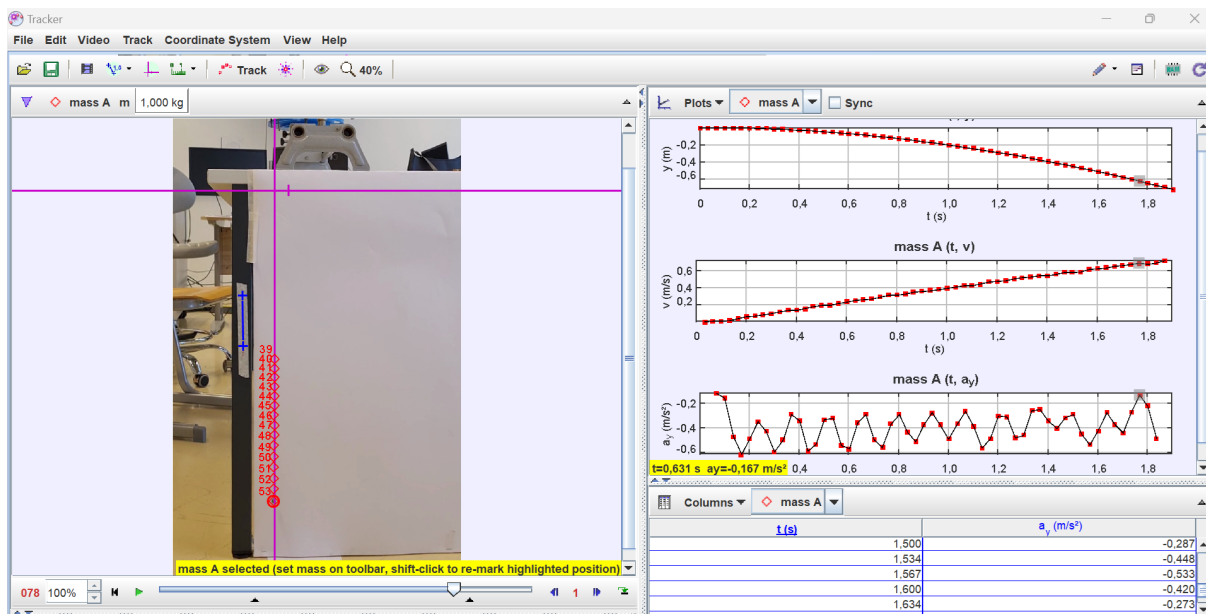 Tracker
File Edit Video Track Coordinate System View Help
Track 40%
mass A m 1,000 kg
39
40
41
42
43
44
45
46
47
48
49
50
51
52
53
mass A selected (set mass on toolbar, shift-click to re-mark highlighted position)
078 100% 1
Plots mass A Sync
y (m)
-0,2
-0,4
-0,6
0 0,2 0,4 0,6 0,8 1,0 1,2 1,4 1,6 1,8
t (s)
mass A (t, v)
v (m/s)
0,6
0,4
0,2
0 0,2 0,4 0,6 0,8 1,0 1,2 1,4 1,6 1,8
t (s)
mass A (t, ay)
ay (m/s²)
-0,2
-0,4
-0,6
t=0,631 s ay=-0,167 m/s² 0,4 0,6 0,8 1,0 1,2 1,4 1,6 1,8
Columns mass A
t (s) ay (m/s²)
1,500 -0,287
1,534 -0,448
1,567 -0,533
1,600 -0,420
1,634 -0,273